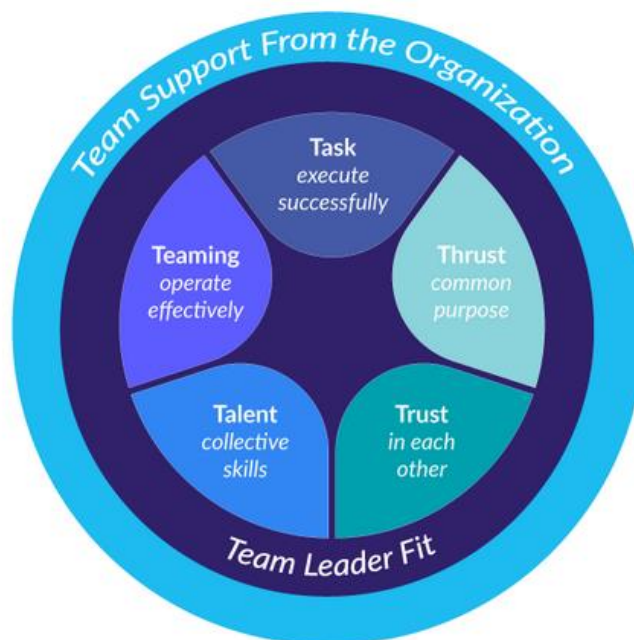 Team Support From the Organization
Task
execute
successfully
Thrust
common
purpose
Trust
in each
other
Talent
collective
skills
Teaming
operate
effectively
Team Leader Fit